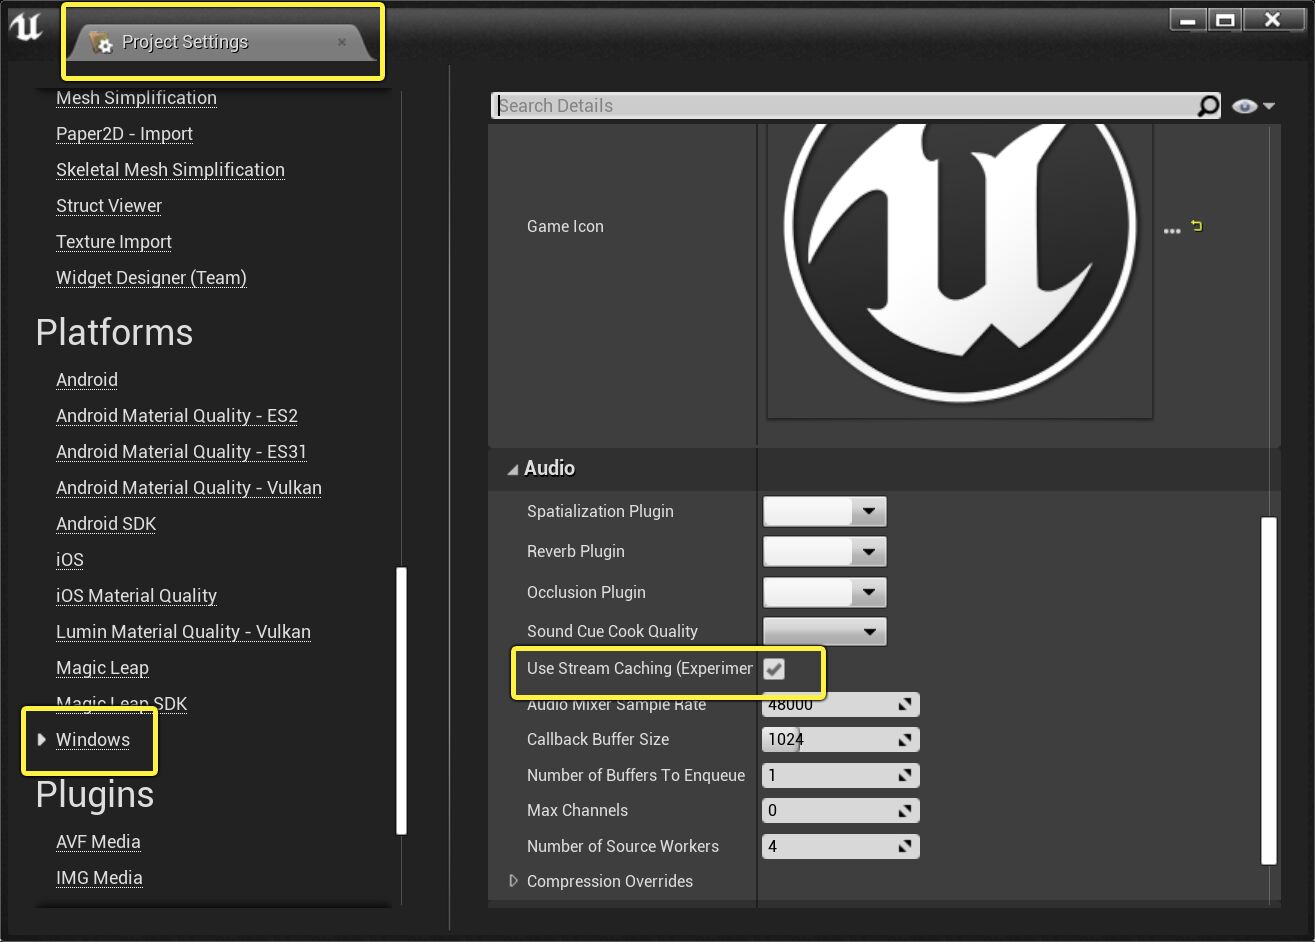 Project Settings
Mesh Simplification
Paper2D - Import
Skeletal Mesh Simplification
Struct Viewer
Texture Import
Widget Designer (Team)
Platforms
Android
Android Material Quality - ES2
Android Material Quality - ES31
Android Material Quality - Vulkan
Android SDK
iOS
iOS Material Quality
Lumin Material Quality - Vulkan
Magic Leap
Magic Leap SDK
Windows
Plugins
AVF Media
IMG Media
Search Details
Game Icon
Audio
Spatialization Plugin
Reverb Plugin
Occlusion Plugin
Sound Cue Cook Quality
Use Stream Caching (Experimer
Audio Mixer Sample Rate 48000
Callback Buffer Size 1024
Number of Buffers To Enqueue 1
Max Channels 0
Number of Source Workers 4
Compression Overrides